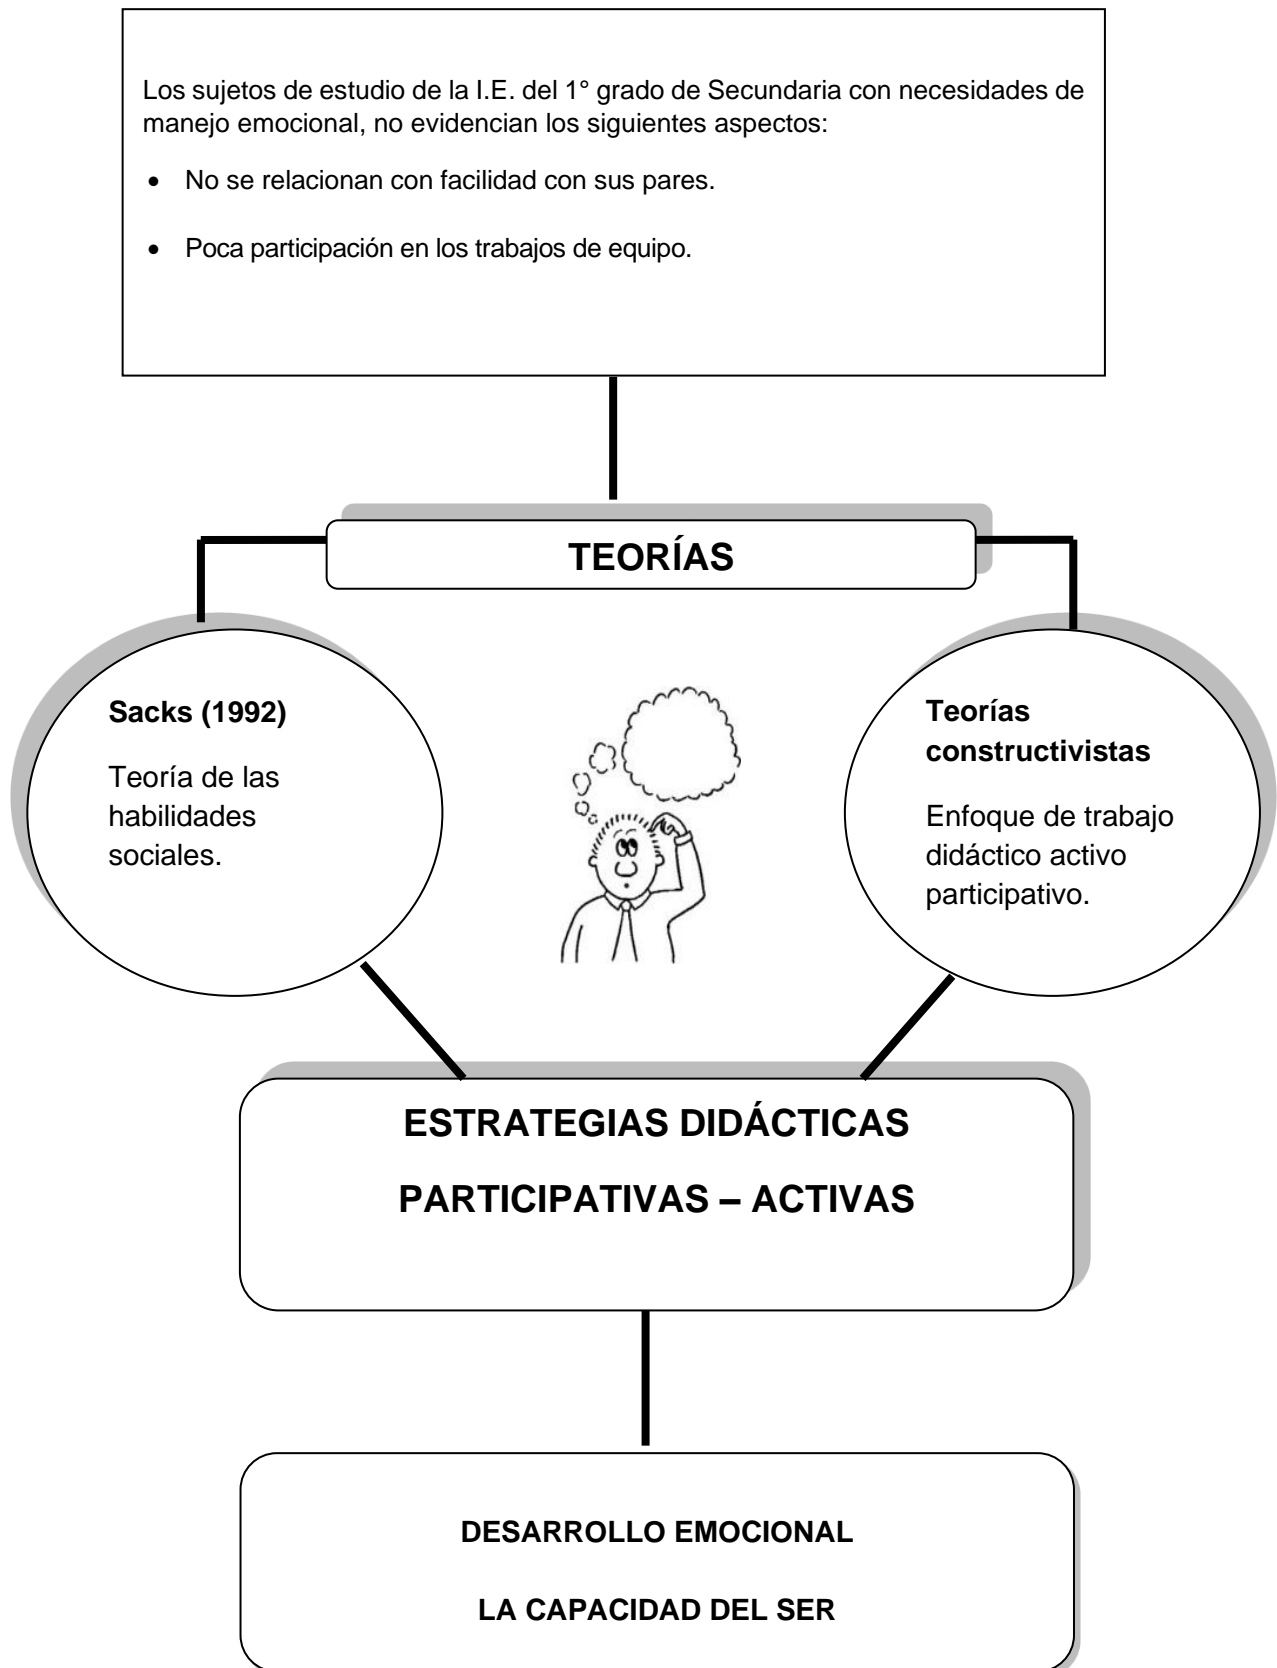 Los sujetos de estudio de la I.E. del 1° grado de Secundaria con necesidades de
manejo emocional, no evidencian los siguientes aspectos:
• No se relacionan con facilidad con sus pares.
• Poca participación en los trabajos de equipo.
TEORÍAS
Sacks (1992)
Teoría de las
habilidades
sociales.
Teorías
constructivistas
Enfoque de trabajo
didáctico activo
participativo.
ESTRATEGIAS DIDÁCTICAS
PARTICIPATIVAS – ACTIVAS
DESARROLLO EMOCIONAL
LA CAPACIDAD DEL SER